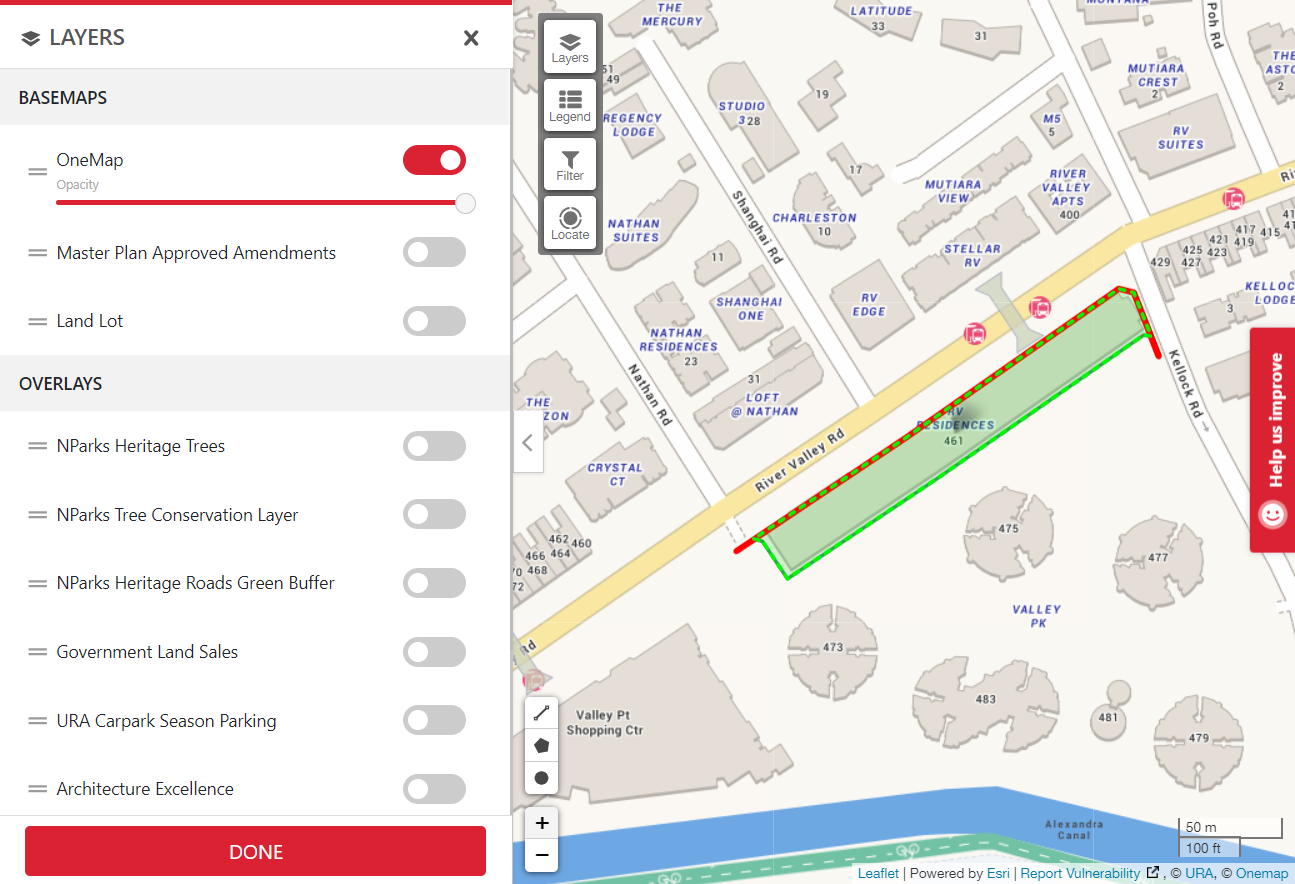 LAYERS
BASEMAPS
OneMap
Opacity
Master Plan Approved Amendments
Land Lot
OVERLAYS
NParks Heritage Trees
NParks Tree Conservation Layer
NParks Heritage Roads Green Buffer
Government Land Sales
URA Carpark Season Parking
Architecture Excellence
DONE
Layers
Legend
Filter
Locate
THE
MERCURY
LATITUDE
33
31
Poh Rd
THE
2
51
49
REGENCY
LODGE
STUDIO
3 28
19
MUTIARA
CREST
2
M5
5
RV
SUITES
17
MUTIARA
VIEW
RIVER
VALLEY
APTS
400
NATHAN
SUITES
Shanghai Rd
CHARLESTON
10
STELLAR
RV
11
417
415
421
419
425
423
429
427
SHANGHAI
ONE
RV
EDGE
LODGE
3
NATHAN
RESIDENCES
23
31
LOFT
@ NATHAN
Nathan Rd
Kellock Rd
THE
River Valley Rd
RV
RESIDENCES
461
CRYSTAL
CT
462 460
466 464
468
475
477
VALLEY
PK
473
483
481
479
Rd
Valley Pt
Shopping Ctr
Alexandra
Canal
Help us improve
+
−
50 m
100 ft
Leaflet | Powered by Esri | Report Vulnerability , © URA, © Onemap